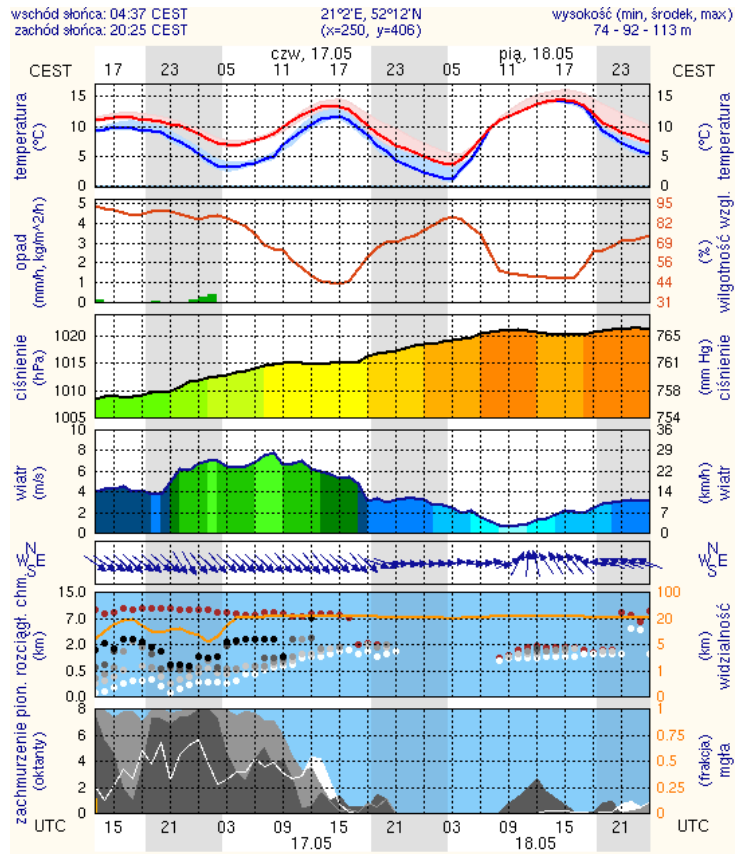 wschód słońca: 04:37 CEST 21°2'E, 52°12'N wysokość (min, środek, max)
zachód słońca: 20:25 CEST (x=250, y=406) 74 - 92 - 113 m
czw, 17.05 pią, 18.05
CEST 17 23 05 11 17 23 05 11 17 23 CEST
temperatura
(°C)
15
10
5
0
15
10
5
0
(°C)
temperatura
opad
(mm/h, kg/m^2/h)
5
4
3
2
1
0
95
82
69
56
44
31
(%)
wilgotność wzgl.
ciśnienie
(hPa)
1020
1015
1010
1005
765
761
758
754
(mm Hg)
ciśnienie
wiatr
(m/s)
10
8
6
4
2
0
36
29
22
14
7
0
(km/h)
wiatr
N
W E
S
N
W E
S
pion. rozciągł. chm.
(km)
15.0
7.0
2.0
0.5
0.0
100
20
5
1
0
(km)
widzialność
zachmurzenie
(oktanty)
8
6
4
2
0
1
0.75
0.5
0.25
0
(frakcja)
mgła
UTC 15 21 03 09 15 21 03 09 15 21 UTC
17.05 18.05